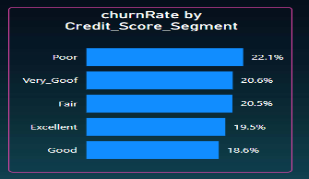 churnRate by
Credit_Score_Segment
Poor 22.1%
Very_Goof 20.6%
Fair 20.5%
Excellent 19.5%
Good 18.6%